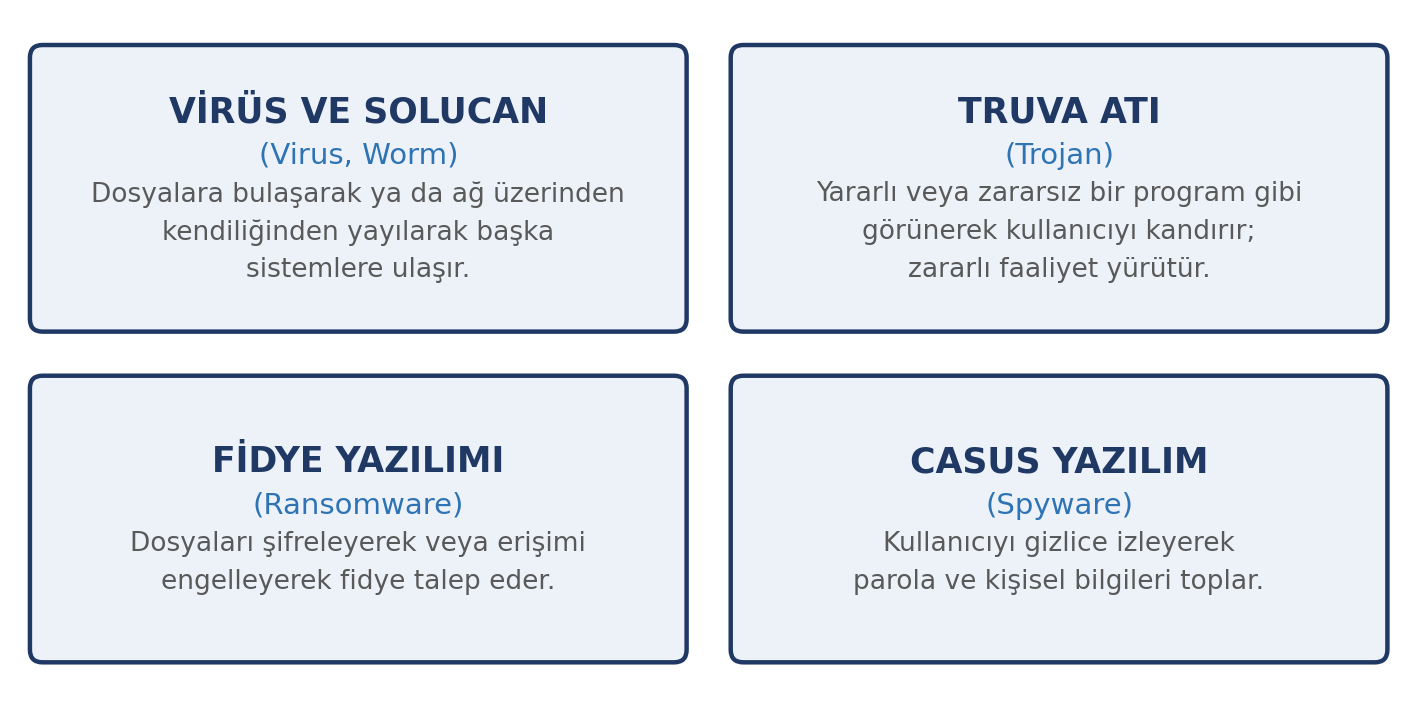 VİRÜS VE SOLUCAN
(Virus, Worm)
Dosyalara bulaşarak ya da ağ üzerinden
kendiliğinden yayılarak başka
sistemlere ulaşır.
TRUVA ATI
(Trojan)
Yararlı veya zararsız bir program gibi
görünerek kullanıcıyı kandırır;
zararlı faaliyet yürütür.
FİDYE YAZILIMI
(Ransomware)
Dosyaları şifreleyerek veya erişimi
engelleyerek fidye talep eder.
CASUS YAZILIM
(Spyware)
Kullanıcıyı gizlice izleyerek
parola ve kişisel bilgileri toplar.